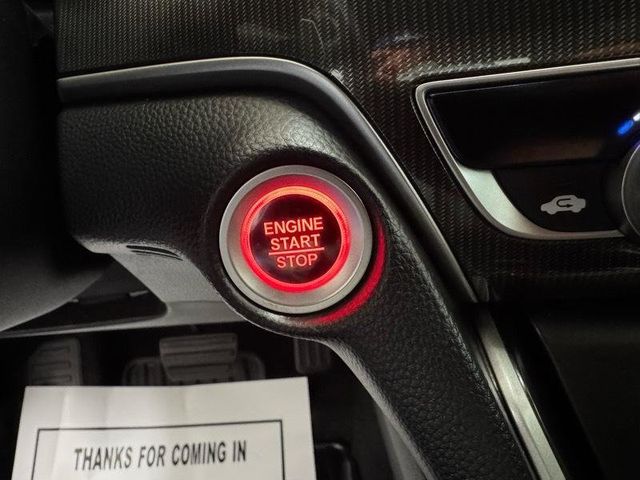 ENGINE
START
STOP
THANKS FOR COMING IN